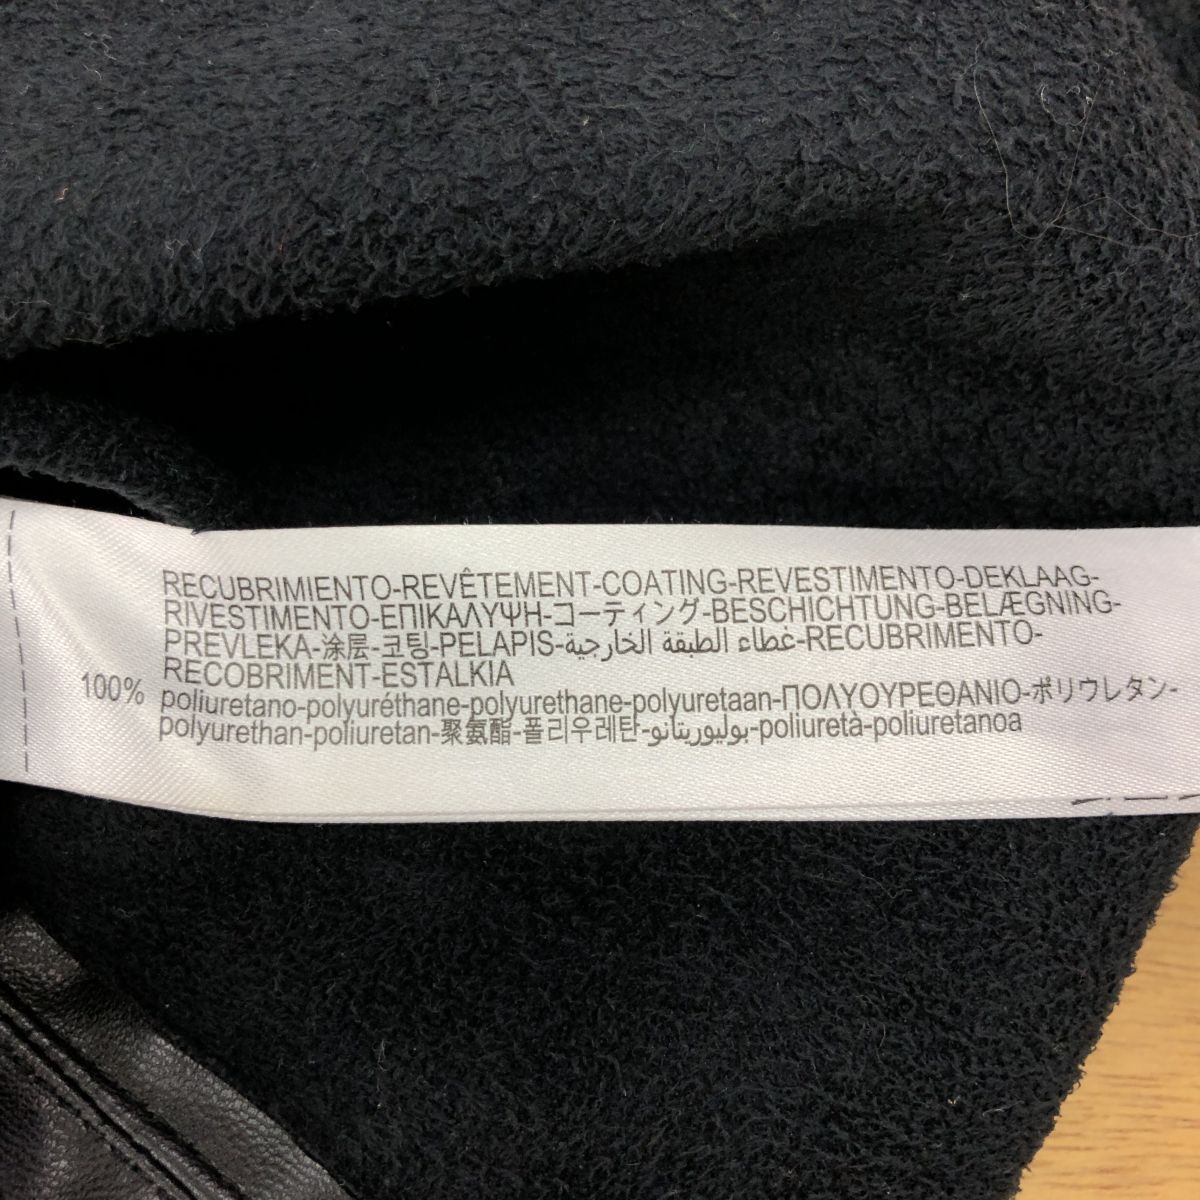 RECUBRIMIENTO-REVÊTEMENT-COATING-REVESTIMENTO-DEKLAAG-
RIVESTIMENTO-ΕΠΙΚΑΛΥΨΗ-コーティング-BESCHICHTUNG-BELÆGNING-
PREVLEKA-涂层-코팅-PELAPIS-غطاء الطبقة الخارجية-RECUBRIMENTO-
RECOBRIMENT-ESTALKIA
100% poliuretano-polyuréthane-polyurethane-polyuretaan-ΠΟΛΥΟΥΡΕΘΑΝΙΟ-ポリウレタン-
polyurethan-poliuretan-聚氨酯-폴리우레탄-بوليوريتانو-poliuretà-poliuretanoa